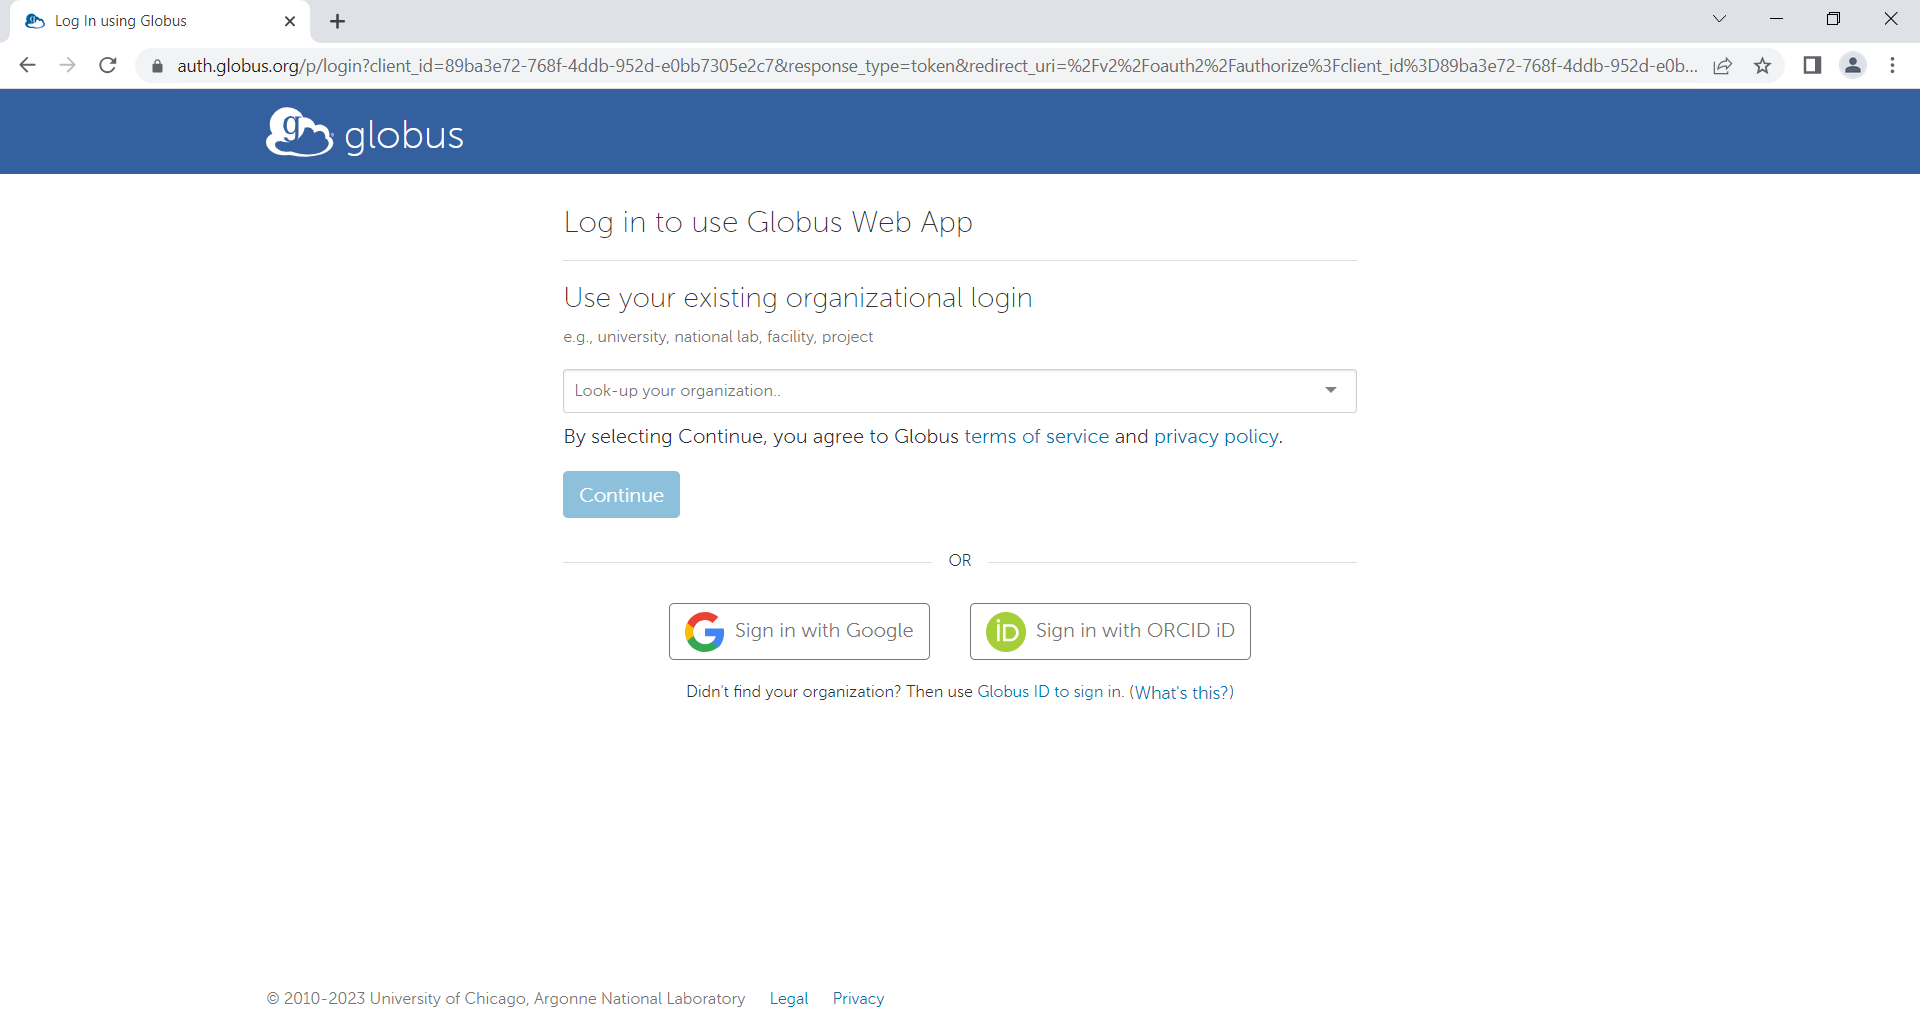 Log In using Globus
auth.globus.org/p/login?client_id=89ba3e72-768f-4ddb-952d-e0bb7305e2c7&response_type=token&redirect_uri=%2Fv2%2Foauth2%2Fauthorize%3Fclient_id%3D89ba3e72-768f-4ddb-952d-e0b...
globus
Log in to use Globus Web App
Use your existing organizational login
e.g., university, national lab, facility, project
Look-up your organization..
By selecting Continue, you agree to Globus terms of service and privacy policy.
Continue
OR
Sign in with Google
iD Sign in with ORCID iD
Didn't find your organization? Then use Globus ID to sign in. (What's this?)
© 2010-2023 University of Chicago, Argonne National Laboratory Legal Privacy